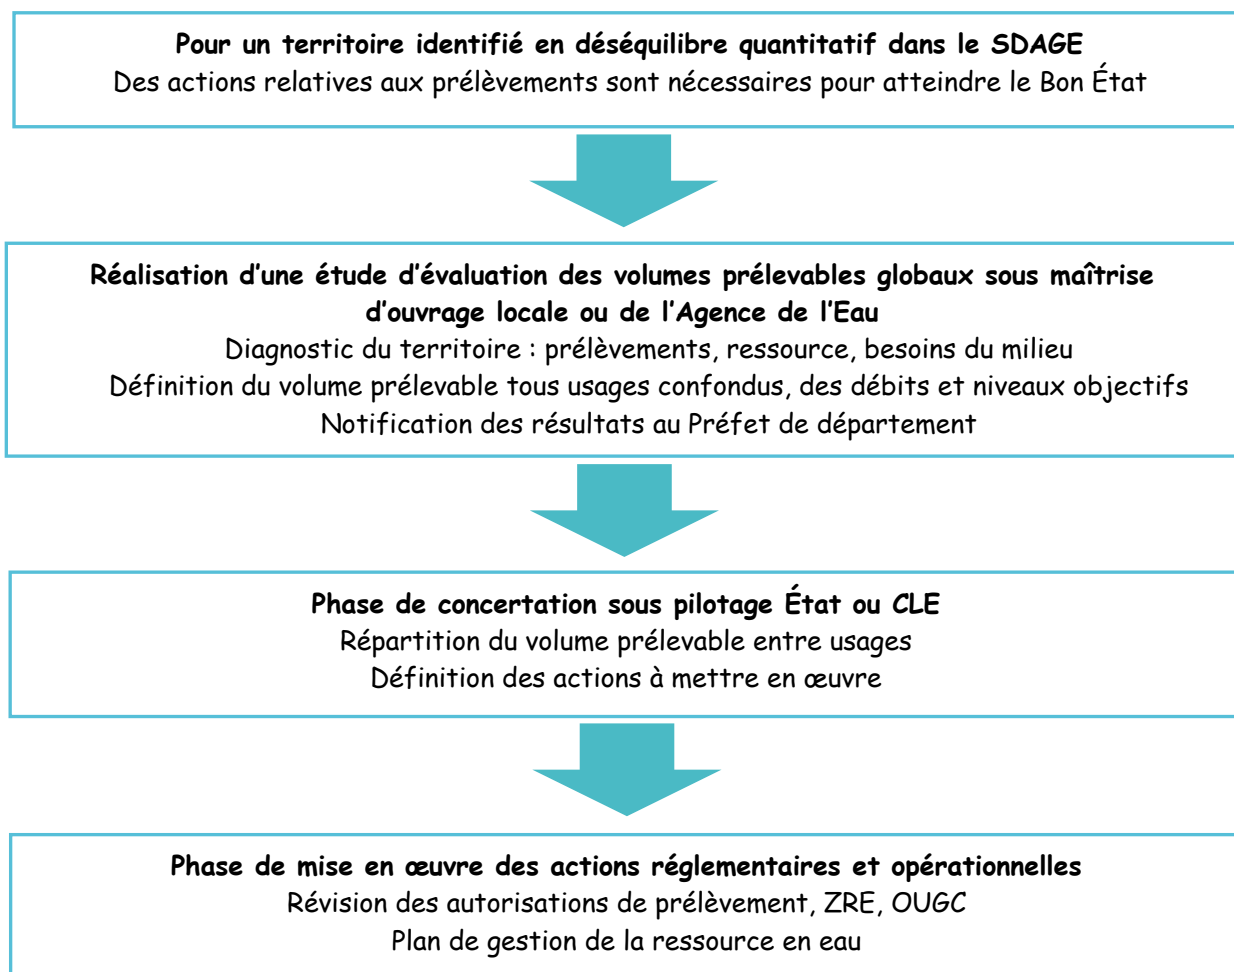 Pour un territoire identifié en déséquilibre quantitatif dans le SDAGE
Des actions relatives aux prélèvements sont nécessaires pour atteindre le Bon État
Réalisation d'une étude d'évaluation des volumes prélevables globaux sous maîtrise
d'ouvrage locale ou de l'Agence de l'Eau
Diagnostic du territoire : prélèvements, ressource, besoins du milieu
Définition du volume prélevable tous usages confondus, des débits et niveaux objectifs
Notification des résultats au Préfet de département
Phase de concertation sous pilotage État ou CLE
Répartition du volume prélevable entre usages
Définition des actions à mettre en œuvre
Phase de mise en œuvre des actions réglementaires et opérationnelles
Révision des autorisations de prélèvement, ZRE, OUGC
Plan de gestion de la ressource en eau